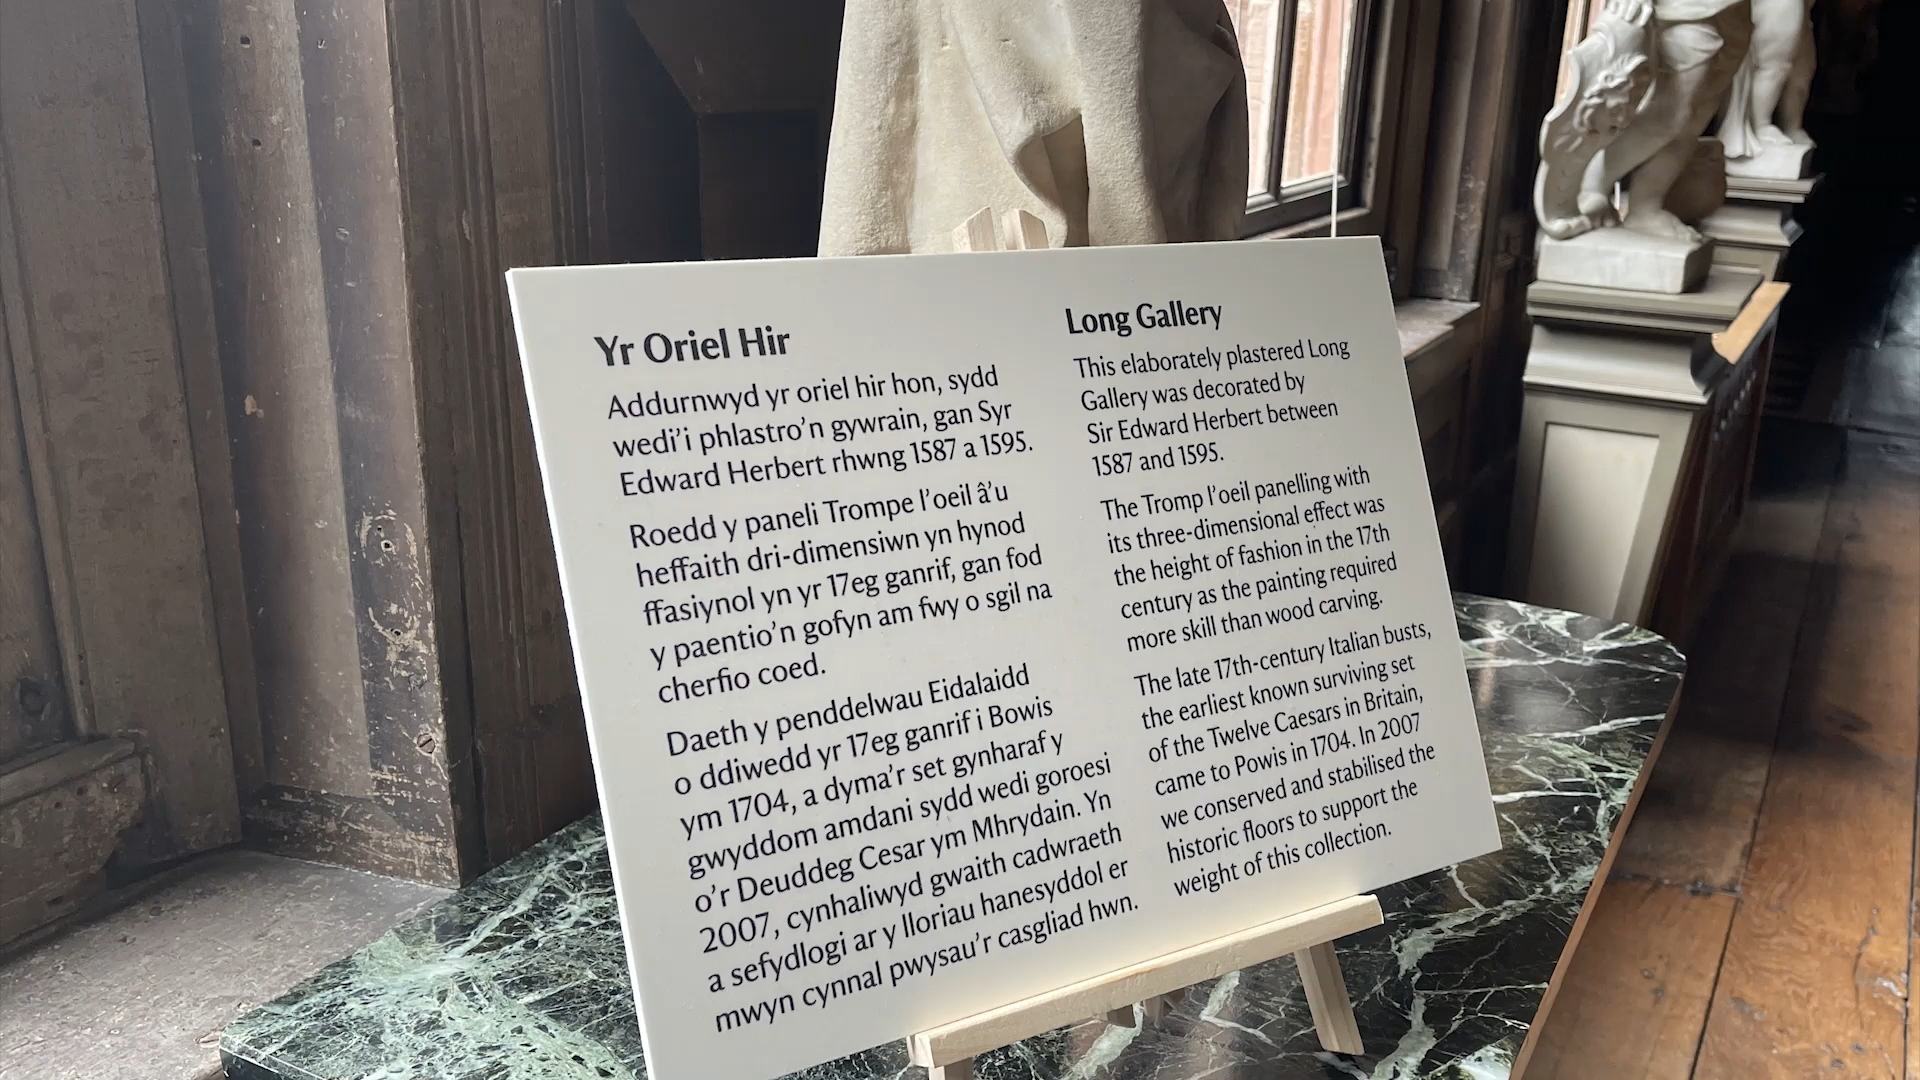 Yr Oriel Hir
Addurnwyd yr oriel hir hon, sydd
wedi’i phlastro’n gywrain, gan Syr
Edward Herbert rhwng 1587 a 1595.
Roedd y paneli Trompe l’oeil â’u
heffaith dri-dimensiwn yn hynod
ffasiynol yn yr 17eg ganrif, gan fod
y paentio’n gofyn am fwy o sgil na
cherfio coed.
Daeth y penddelwau Eidalaidd
o ddiwedd yr 17eg ganrif i Bowis
ym 1704, a dyma’r set gynharaf y
gwyddom amdani sydd wedi goroesi
o’r Deuddeg Cesar ym Mhrydain. Yn
2007, cynhaliwyd gwaith cadwraeth
a sefydlogi ar y lloriau hanesyddol er
mwyn cynnal pwysau’r casgliad hwn.
Long Gallery
This elaborately plastered Long
Gallery was decorated by
Sir Edward Herbert between
1587 and 1595.
The Tromp l’oeil panelling with
its three-dimensional effect was
the height of fashion in the 17th
century as the painting required
more skill than wood carving.
The late 17th-century Italian busts,
the earliest known surviving set
of the Twelve Caesars in Britain,
came to Powis in 1704. In 2007
we conserved and stabilised the
historic floors to support the
weight of this collection.